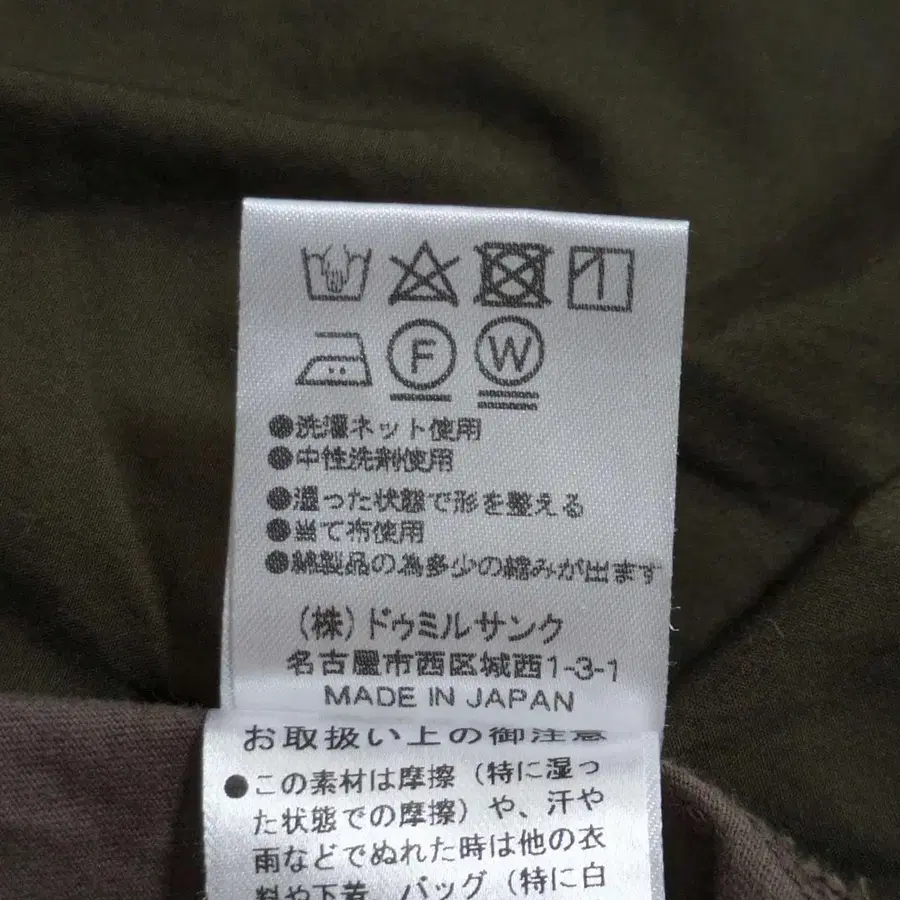 F W
●洗濯ネット使用
●中性洗剤使用
●湿った状態で形を整える
●当て布使用
●綿製品の為多少の縮みが出ます
(株)ドゥミルサンク
名古屋市西区城西1-3-1
MADE IN JAPAN
お取扱い上の御注意
●この素材は摩擦(特に湿っ
た状態での摩擦)や、汗や
雨などでぬれた時は他の衣
料や下着、バッグ(特に白